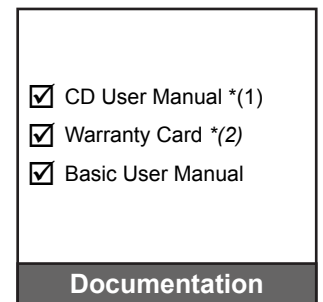 ☑ CD User Manual *(1)
☑ Warranty Card *(2)
☑ Basic User Manual
Documentation